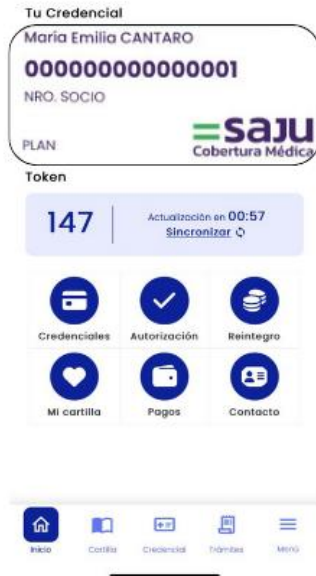 Tu Credencial
María Emilia CANTARO
000000000000001
NRO. SOCIO
PLAN
saju
Cobertura Médica
Token
147
Actualización en 00:57
Sincronizar
Credenciales Autorización Reintegro
Mi cartilla Pagos Contacto
Inicio Cartilla Credencial Trámites Menú